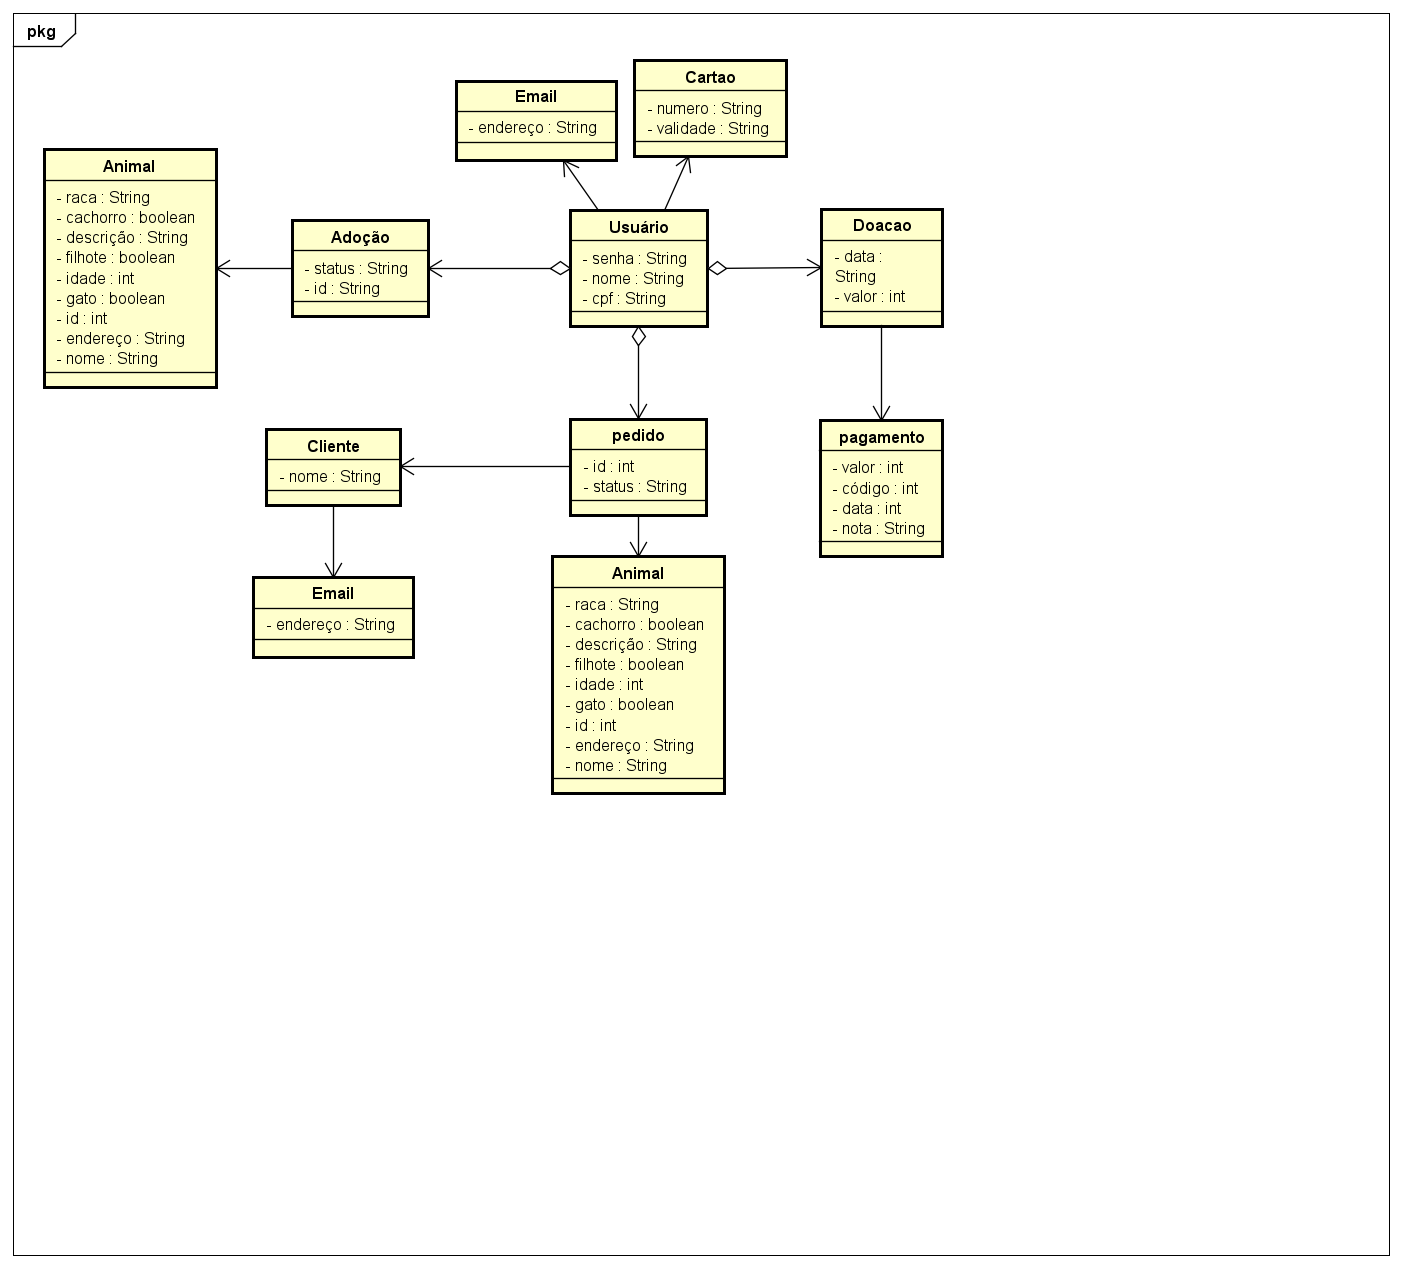 pkg
Cartao
- numero : String
- validade : String
Email
- endereço : String
Animal
- raca : String
- cachorro : boolean
- descrição : String
- filhote : boolean
- idade : int
- gato : boolean
- id : int
- endereço : String
- nome : String
Adoção
- status : String
- id : String
Usuário
- senha : String
- nome : String
- cpf : String
Doacao
- data :
String
- valor : int
Cliente
- nome : String
pedido
- id : int
- status : String
pagamento
- valor : int
- código : int
- data : int
- nota : String
Email
- endereço : String
Animal
- raca : String
- cachorro : boolean
- descrição : String
- filhote : boolean
- idade : int
- gato : boolean
- id : int
- endereço : String
- nome : String